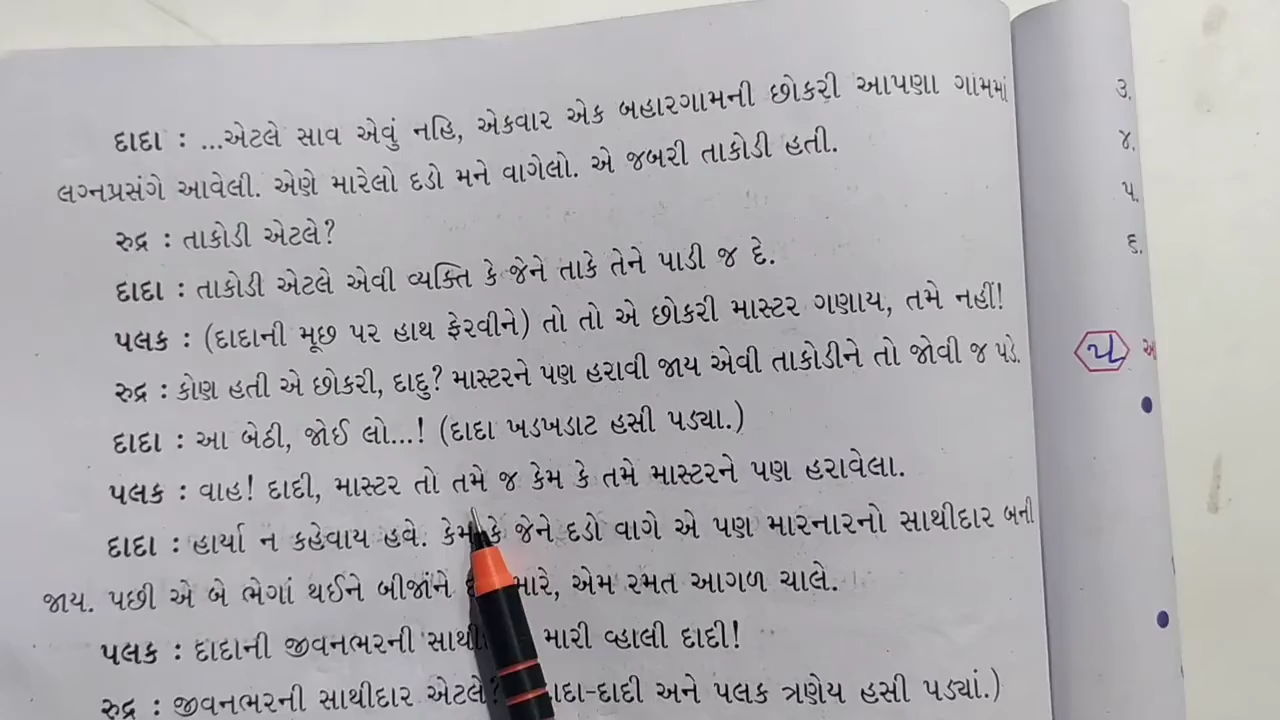 દાદા : ...એટલે સાવ એવું નહિ, એકવાર એક બહારગામની છોકરી આપણા ગામમાં
લગ્નપ્રસંગે આવેલી. એણે મારેલો દડો મને વાગેલો. એ જબરી તાકોડી હતી.
રુદ્ર : તાકોડી એટલે?
દાદા : તાકોડી એટલે એવી વ્યક્તિ કે જેને તાકે તેને પાડી જ દે.
પલક : (દાદાની મૂછ પર હાથ ફેરવીને) તો તો એ છોકરી માસ્ટર ગણાય, તમે નહીં!
રુદ્ર : કોણ હતી એ છોકરી, દાદુ? માસ્ટરને પણ હરાવી જાય એવી તાકોડીને તો જોવી જ પડે.
દાદા : આ બેઠી, જોઈ લો...! (દાદા ખડખડાટ હસી પડ્યા.)
પલક : વાહ! દાદી, માસ્ટર તો તમે જ કેમ કે તમે માસ્ટરને પણ હરાવેલા.
દાદા : હાર્યા ન કહેવાય હવે. કેમ કે જેને દડો વાગે એ પણ મારનારનો સાથીદાર બની
જાય. પછી એ બે ભેગાં થઈને બીજાંને મારે, એમ રમત આગળ ચાલે.
પલક : દાદાની જીવનભરની મારી વ્હાલી દાદી!
રુદ્ર : જીવનભરની સાથીદાર એટલે? દાદા-દાદી અને પલક ત્રણેય હસી પડ્યાં.)
૩.
૪.
૫.
૬.
૫